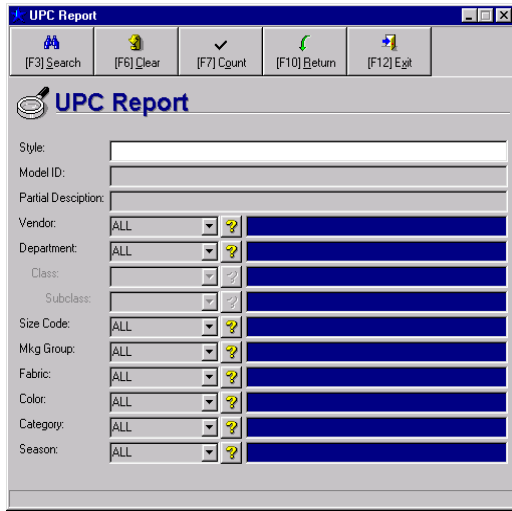 UPC Report
[F3] Search [F6] Clear [F7] Count [F10] Return [F12] Exit
UPC Report
Style:
Model ID:
Partial Desciption:
Vendor: ALL
Department: ALL
Class:
Subclass:
Size Code: ALL
Mkg Group: ALL
Fabric: ALL
Color: ALL
Category: ALL
Season: ALL